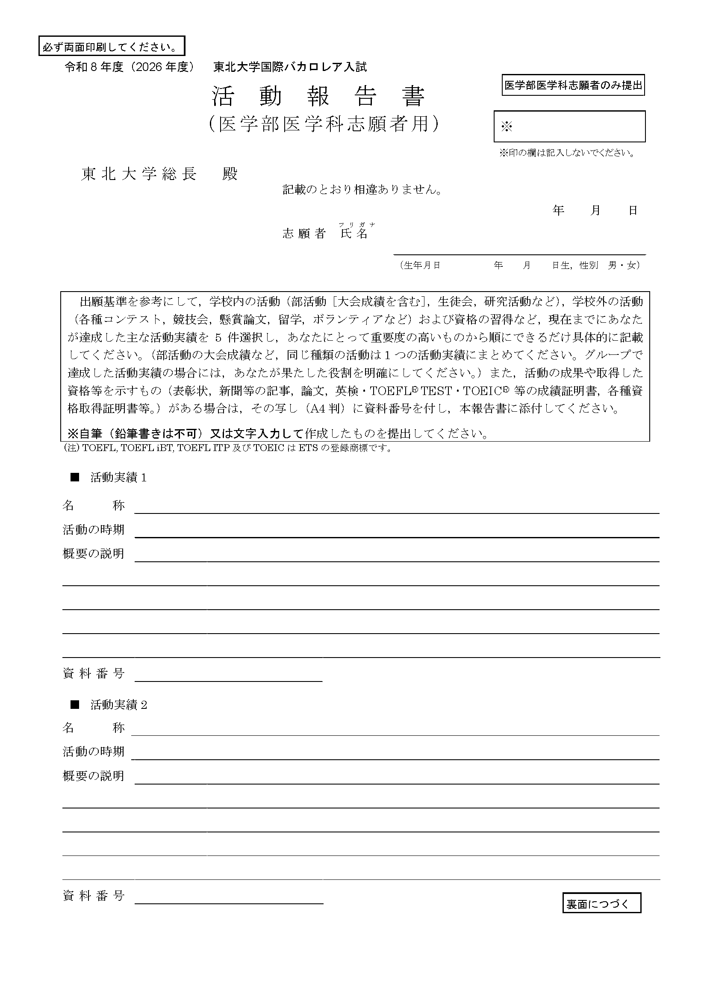 必ず両面印刷してください。
令和8年度（2026年度）　東北大学国際バカロレア入試
医学部医学科志願者のみ提出
活動報告書
（医学部医学科志願者用）
※
※印の欄は記入しないでください。
東北大学総長　殿
記載のとおり相違ありません。
年　月　日
フリガナ
志願者　氏名
（生年月日　　年　月　日生，性別　男・女）
出願基準を参考にして，学校内の活動（部活動［大会成績を含む］，生徒会，研究活動など），学校外の活動
（各種コンテスト，競技会，懸賞論文，留学，ボランティアなど）および資格の習得など，現在までにあなた
が達成した主な活動実績を 5 件選択し，あなたにとって重要度の高いものから順にできるだけ具体的に記載
してください。（部活動の大会成績など，同じ種類の活動は1つの活動実績にまとめてください。グループで
達成した活動実績の場合には，あなたが果たした役割を明確にしてください。）また，活動の成果や取得した
資格等を示すもの（表彰状，新聞等の記事，論文，英検・TOEFL® TEST・TOEIC® 等の成績証明書，各種資
格取得証明書等。）がある場合は，その写し（A4判）に資料番号を付し，本報告書に添付してください。
※自筆（鉛筆書きは不可）又は文字入力して作成したものを提出してください。
（注）TOEFL, TOEFL iBT, TOEFL ITP 及び TOEIC は ETS の登録商標です。
■　活動実績1
名　　称
活動の時期
概要の説明
資料番号
■　活動実績2
名　　称
活動の時期
概要の説明
資料番号
裏面につづく